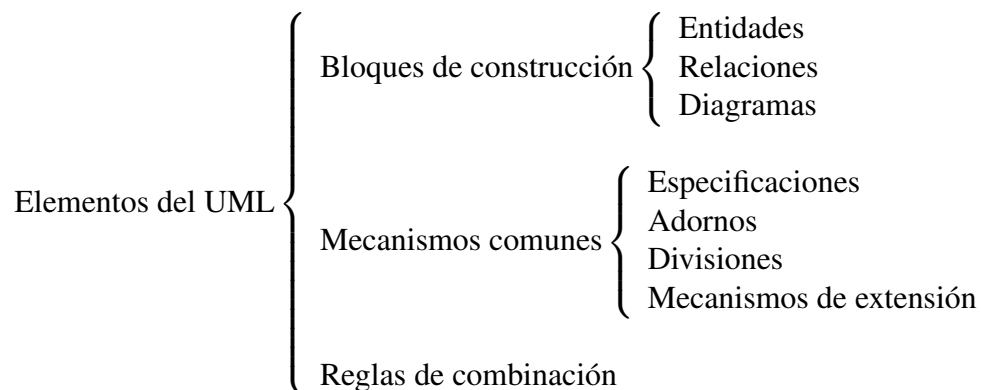 Elementos del UML
Bloques de construcción
Entidades
Relaciones
Diagramas
Mecanismos comunes
Especificaciones
Adornos
Divisiones
Mecanismos de extensión
Reglas de combinación